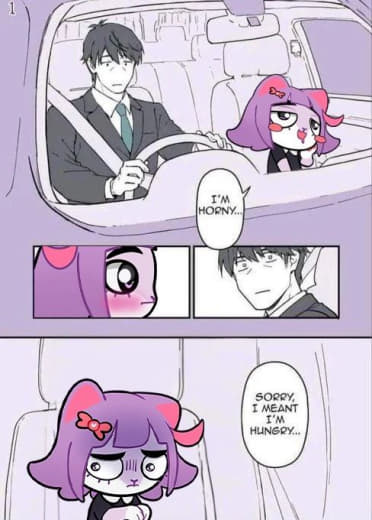 1
I'M
HORNY...
SORRY,
I MEANT
I'M
HUNGRY...